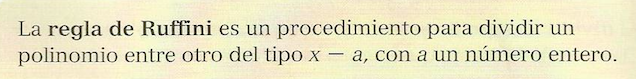 La regla de Ruffini es un procedimiento para dividir un
polinomio entre otro del tipo x − a, con a un número entero.